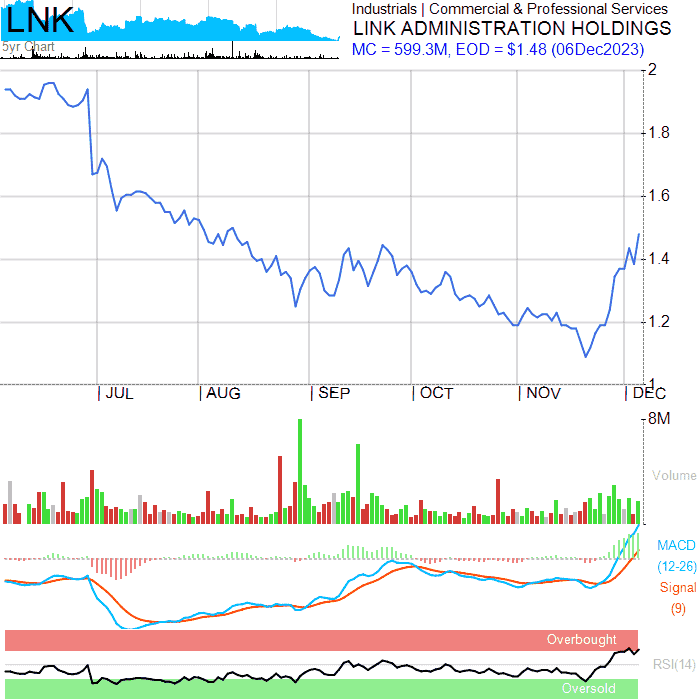 LNK
5yr Chart
Industrials | Commercial & Professional Services
LINK ADMINISTRATION HOLDINGS
MC = 599.3M, EOD = $1.48 (06Dec2023)
2
1.8
1.6
1.4
1.2
1
JUL
AUG
SEP
OCT
NOV
DEC
8M
Volume
MACD
(12-26)
Signal
(9)
Overbought
RSI(14)
Oversold